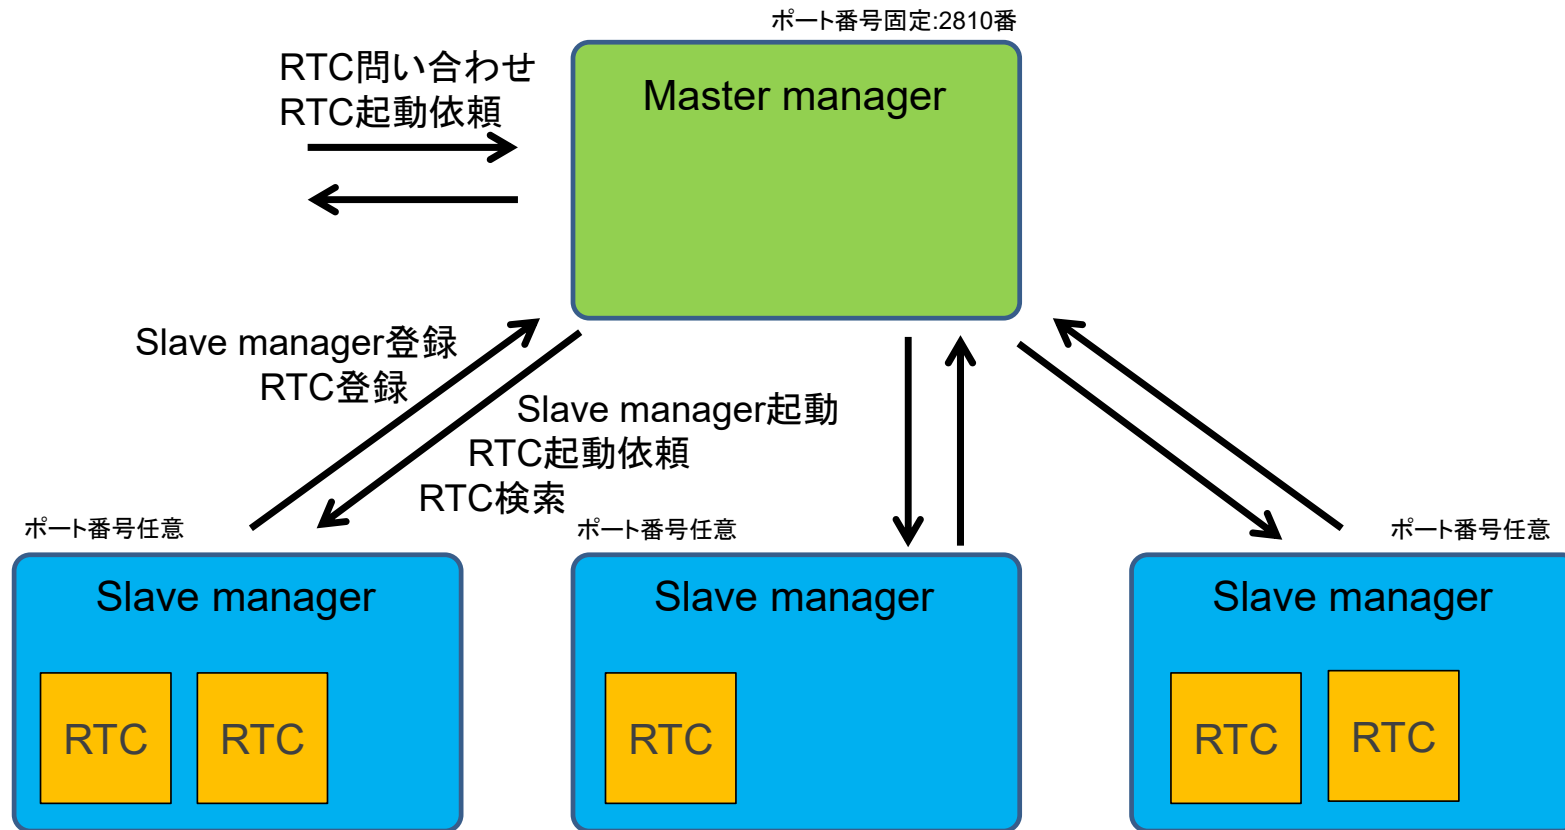 ポート番号固定:2810番
RTC問い合わせ
RTC起動依頼
Master manager
Slave manager登録
RTC登録
Slave manager起動
RTC起動依頼
RTC検索
ポート番号任意
ポート番号任意
ポート番号任意
Slave manager
Slave manager
Slave manager
RTC
RTC
RTC
RTC
RTC